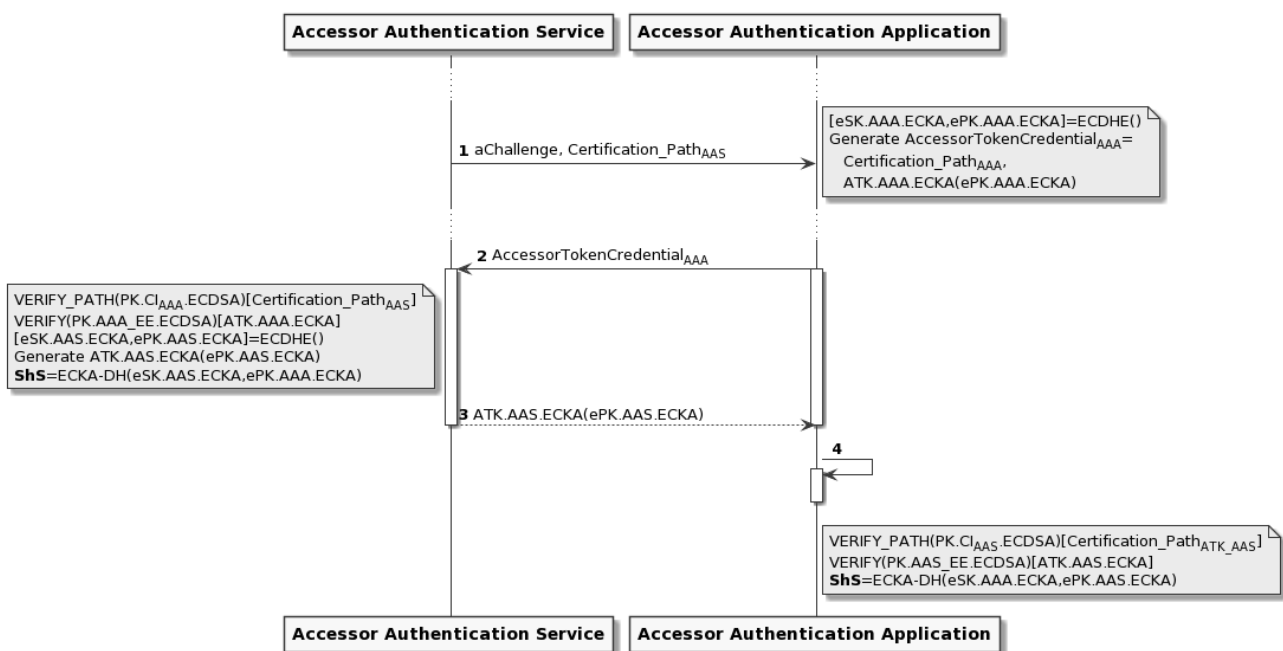 Accessor Authentication Service
Accessor Authentication Application
[eSK.AAA.ECKA,ePK.AAA.ECKA]=ECDHE()
Generate AccessorTokenCredentialAAA=
Certification_PathAAA,
ATK.AAA.ECKA(ePK.AAA.ECKA)
1 aChallenge, Certification_PathAAS
2 AccessorTokenCredentialAAA
VERIFY_PATH(PK.CIAAA.ECDSA)[Certification_PathAAS]
VERIFY(PK.AAA_EE.ECDSA)[ATK.AAA.ECKA]
[eSK.AAS.ECKA,ePK.AAS.ECKA]=ECDHE()
Generate ATK.AAS.ECKA(ePK.AAS.ECKA)
ShS=ECKA-DH(eSK.AAS.ECKA,ePK.AAA.ECKA)
3 ATK.AAS.ECKA(ePK.AAS.ECKA)
4
VERIFY_PATH(PK.CIAAS.ECDSA)[Certification_PathATK_AAS]
VERIFY(PK.AAS_EE.ECDSA)[ATK.AAS.ECKA]
ShS=ECKA-DH(eSK.AAA.ECKA,ePK.AAS.ECKA)
Accessor Authentication Service
Accessor Authentication Application